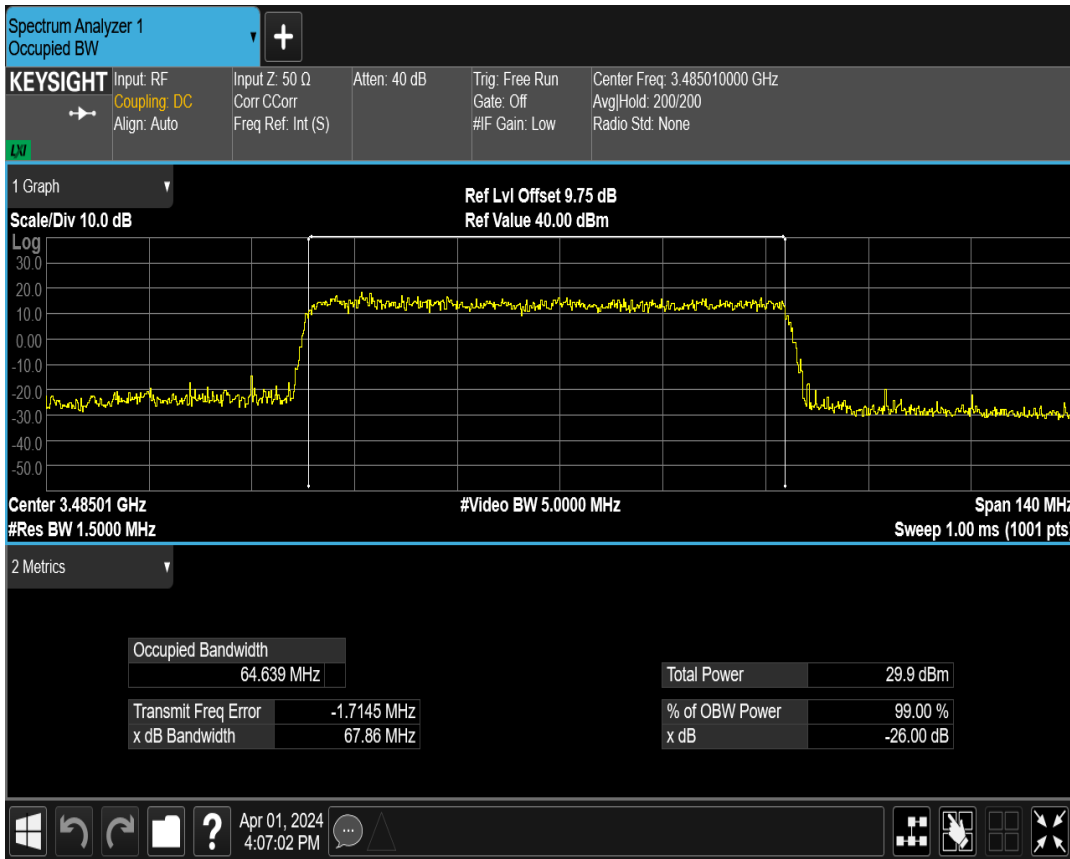 Spectrum Analyzer 1
Occupied BW
KEYSIGHT
LXI
Input: RF
Coupling: DC
Align: Auto
Input Z: 50 Ω
Corr CCorr
Freq Ref: Int (S)
Atten: 40 dB
Trig: Free Run
Gate: Off
#IF Gain: Low
Center Freq: 3.485010000 GHz
Avg|Hold: 200/200
Radio Std: None
1 Graph
Scale/Div 10.0 dB
Ref Lvl Offset 9.75 dB
Ref Value 40.00 dBm
Log
30.0
20.0
10.0
0.00
-10.0
-20.0
-30.0
-40.0
-50.0
Center 3.48501 GHz
#Video BW 5.0000 MHz
Span 140 MHz
#Res BW 1.5000 MHz
Sweep 1.00 ms (1001 pts)
2 Metrics
Occupied Bandwidth
64.639 MHz
Total Power 29.9 dBm
Transmit Freq Error -1.7145 MHz
% of OBW Power 99.00 %
x dB Bandwidth 67.86 MHz
x dB -26.00 dB
?
Apr 01, 2024
4:07:02 PM